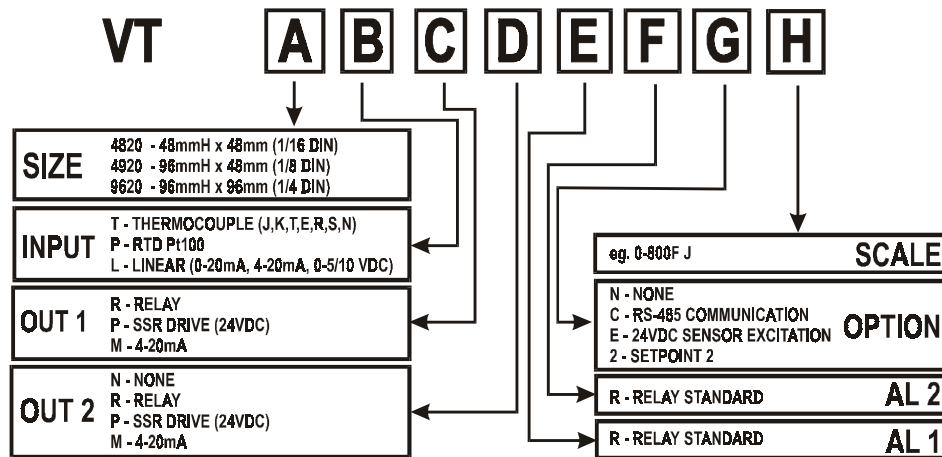 VT A B C D E F G H
SIZE
4820 - 48mmH x 48mm (1/16 DIN)
4920 - 96mmH x 48mm (1/8 DIN)
9620 - 96mmH x 96mm (1/4 DIN)
INPUT
T - THERMOCOUPLE (J,K,T,E,R,S,N)
P - RTD Pt100
L - LINEAR (0-20mA, 4-20mA, 0-5/10 VDC)
OUT 1
R - RELAY
P - SSR DRIVE (24VDC)
M - 4-20mA
OUT 2
N - NONE
R - RELAY
P - SSR DRIVE (24VDC)
M - 4-20mA
eg. 0-800F J
SCALE
N - NONE
C - RS-485 COMMUNICATION
E - 24VDC SENSOR EXCITATION
2 - SETPOINT 2
OPTION
R - RELAY STANDARD
AL 2
R - RELAY STANDARD
AL 1